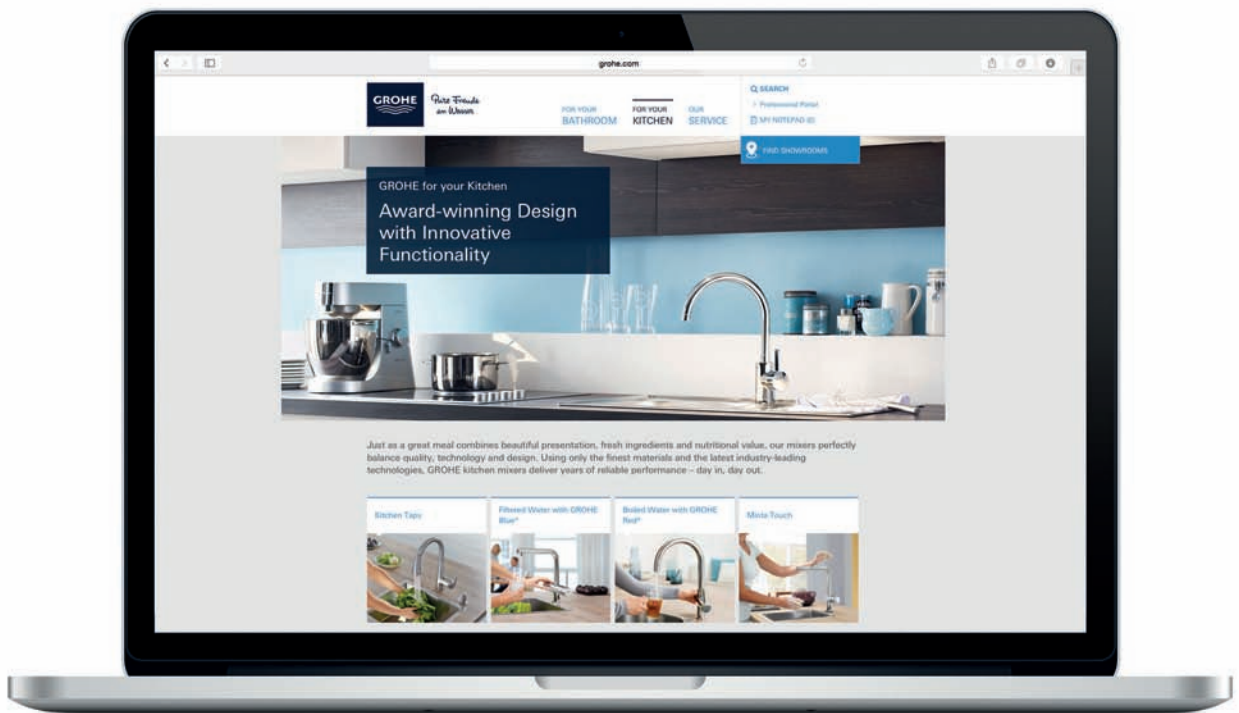 grohe.com
GROHE
Pure Freude
an Wasser
FOR YOUR
BATHROOM
FOR YOUR
KITCHEN
OUR
SERVICE
SEARCH
Professional Portal
MY NOTEPAD (0)
FIND SHOWROOMS
GROHE for your Kitchen
Award-winning Design
with Innovative
Functionality
Just as a great meal combines beautiful presentation, fresh ingredients and nutritional value, our mixers perfectly
balance quality, technology and design. Using only the finest materials and the latest industry-leading
technologies, GROHE kitchen mixers deliver years of reliable performance – day in, day out.
Kitchen Taps
Filtered Water with GROHE
Blue®
Boiled Water with GROHE
Red®
Minta Touch